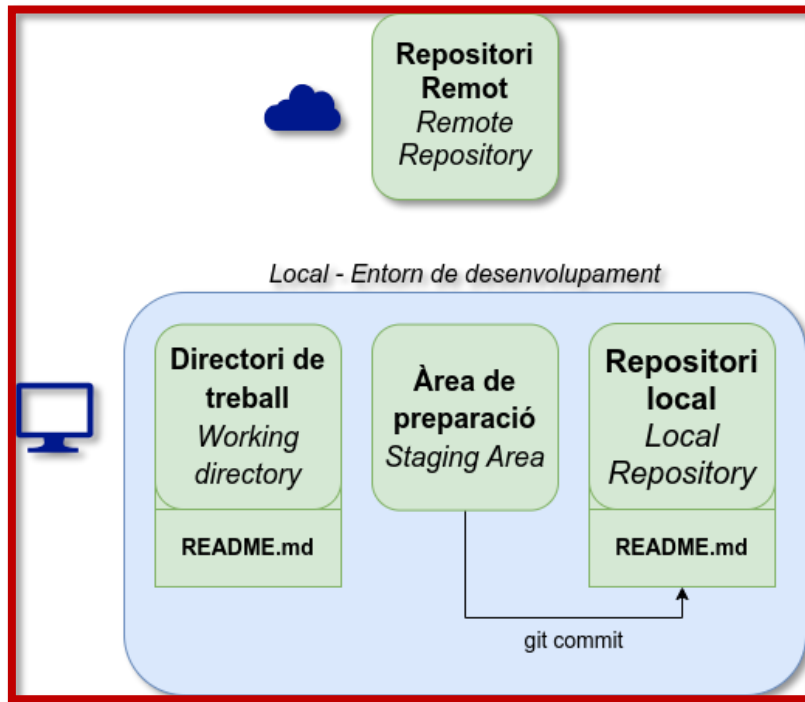 Repositori
Remot
Remote
Repository
Local - Entorn de desenvolupament
Directori de
treball
Working
directory
README.md
Àrea de
preparació
Staging Area
Repositori
local
Local
Repository
README.md
git commit